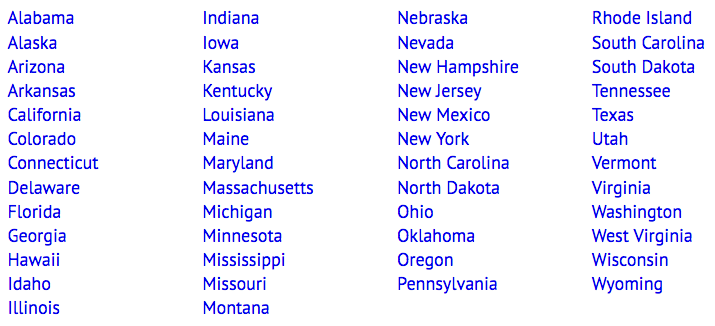 Alabama
Alaska
Arizona
Arkansas
California
Colorado
Connecticut
Delaware
Florida
Georgia
Hawaii
Idaho
Illinois
Indiana
Iowa
Kansas
Kentucky
Louisiana
Maine
Maryland
Massachusetts
Michigan
Minnesota
Mississippi
Missouri
Montana
Nebraska
Nevada
New Hampshire
New Jersey
New Mexico
New York
North Carolina
North Dakota
Ohio
Oklahoma
Oregon
Pennsylvania
Rhode Island
South Carolina
South Dakota
Tennessee
Texas
Utah
Vermont
Virginia
Washington
West Virginia
Wisconsin
Wyoming